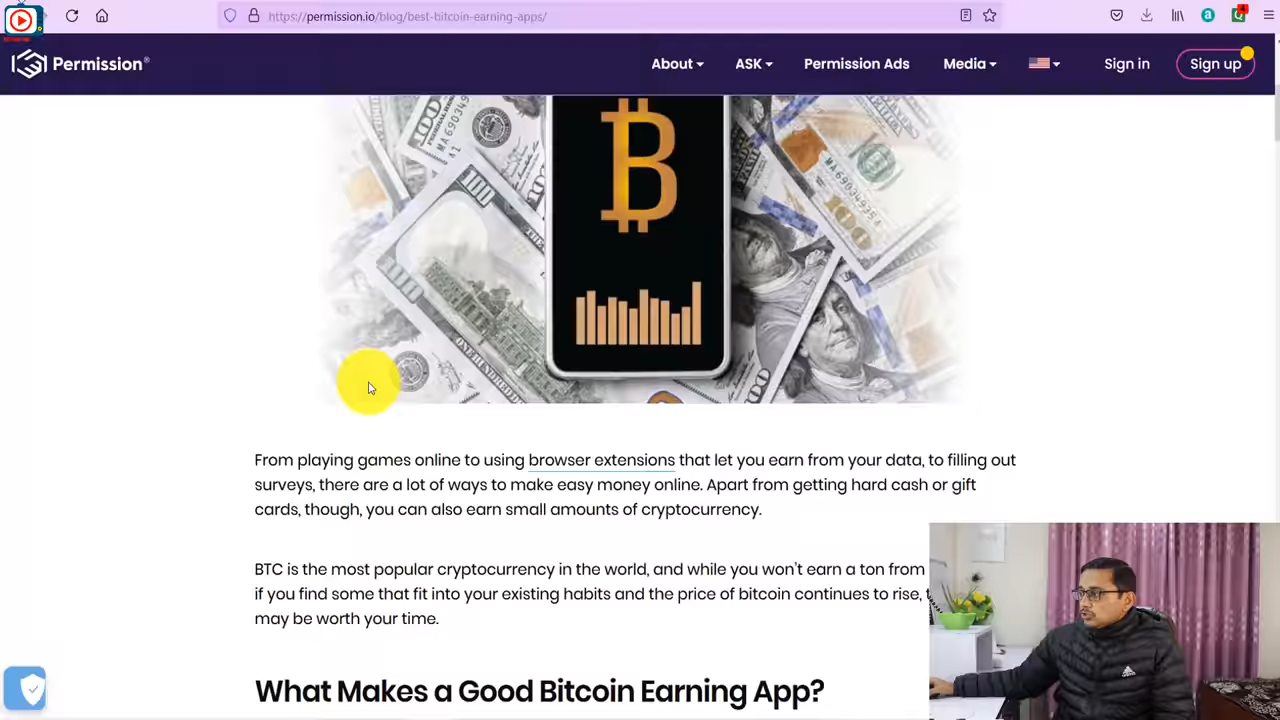 https://permission.io/blog/best-bitcoin-earning-apps/
4
Permission®
About
ASK
Permission Ads
Media
Sign in
Sign up
100
100
100
B
From playing games online to using browser extensions that let you earn from your data, to filling out
surveys, there are a lot of ways to make easy money online. Apart from getting hard cash or gift
cards, though, you can also earn small amounts of cryptocurrency.
BTC is the most popular cryptocurrency in the world, and while you won't earn a ton from
if you find some that fit into your existing habits and the price of bitcoin continues to rise,
may be worth your time.
What Makes a Good Bitcoin Earning App?